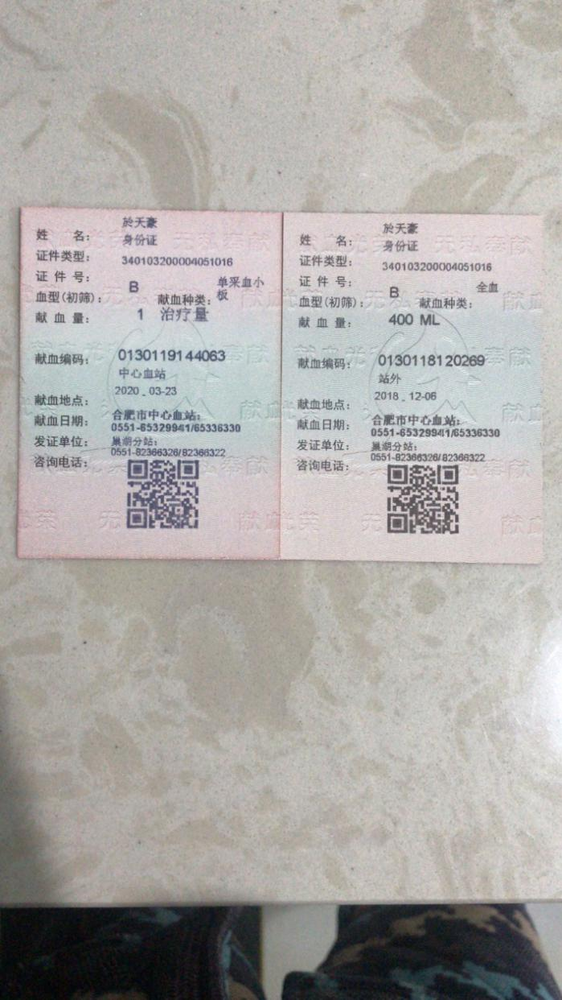 於天豪
姓 名：
身份证
证件类型：
340103200004051016
证 件 号：
B
单采血小板
血型(初筛)：
献血种类：
献 血 量：
1 治疗量
献血编码：
0130119144063
中心血站
献血地点：
2020 . 03-23
献血日期：
合肥市中心血站：
0551-65329941/65336330
发证单位：
巢湖分站：
0551-82366326/82366322
咨询电话：
於天豪
姓 名：
身份证
证件类型：
340103200004051016
证 件 号：
B
全血
血型(初筛)：
献血种类：
献 血 量：
400 ML
献血编码：
0130118120269
站外
献血地点：
2018 . 12-06
献血日期：
合肥市中心血站：
0551-65329941/65336330
发证单位：
巢湖分站：
0551-82366326/82366322
咨询电话：